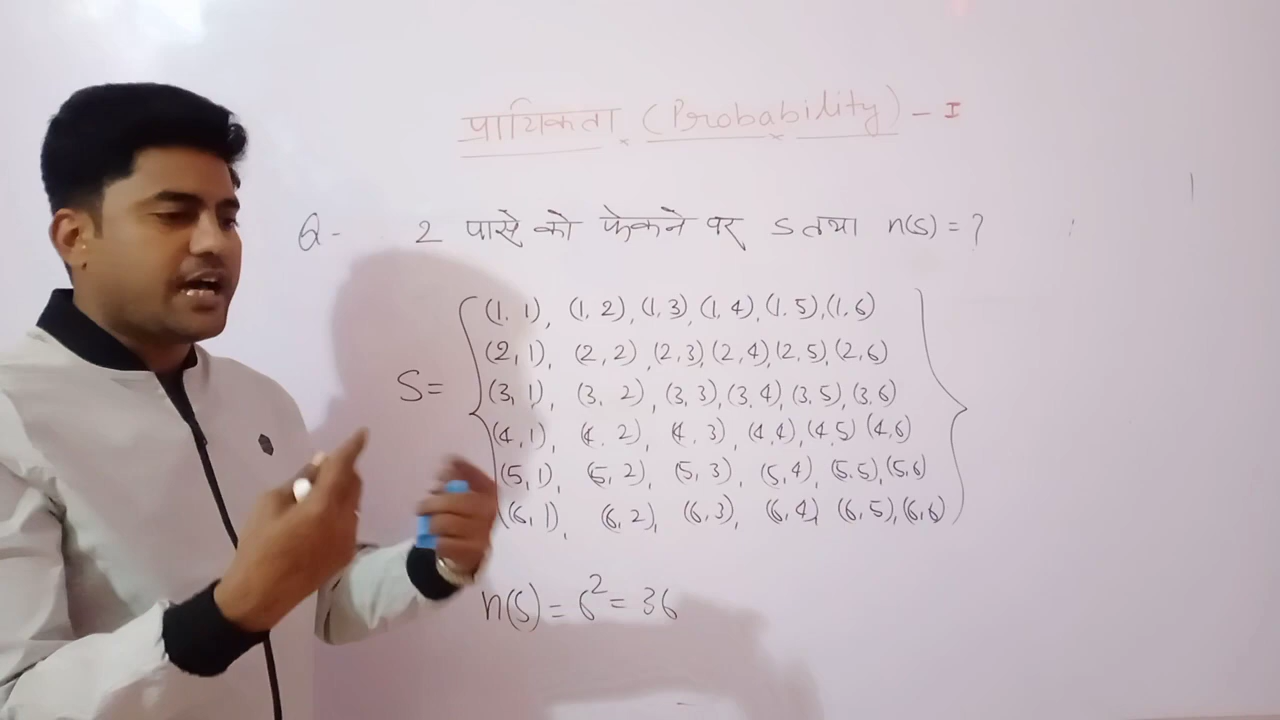 प्रायिकता (Probability) - I
Q - 2 पासे को फेकने पर S तथा n(S) = ?
(1, 1), (1, 2), (1, 3) (1, 4), (1, 5), (1, 6)
(2, 1), (2, 2), (2, 3) (2, 4), (2, 5), (2, 6)
S = { (3, 1), (3, 2), (3, 3) (3, 4), (3, 5), (3, 6) }
(4, 1), (4, 2), (4, 3), (4, 4), (4, 5) (4, 6)
(5, 1), (5, 2), (5, 3), (5, 4), (5, 5), (5, 6)
(6, 1), (6, 2), (6, 3), (6, 4), (6, 5), (6, 6)
n(S) = 6² = 36